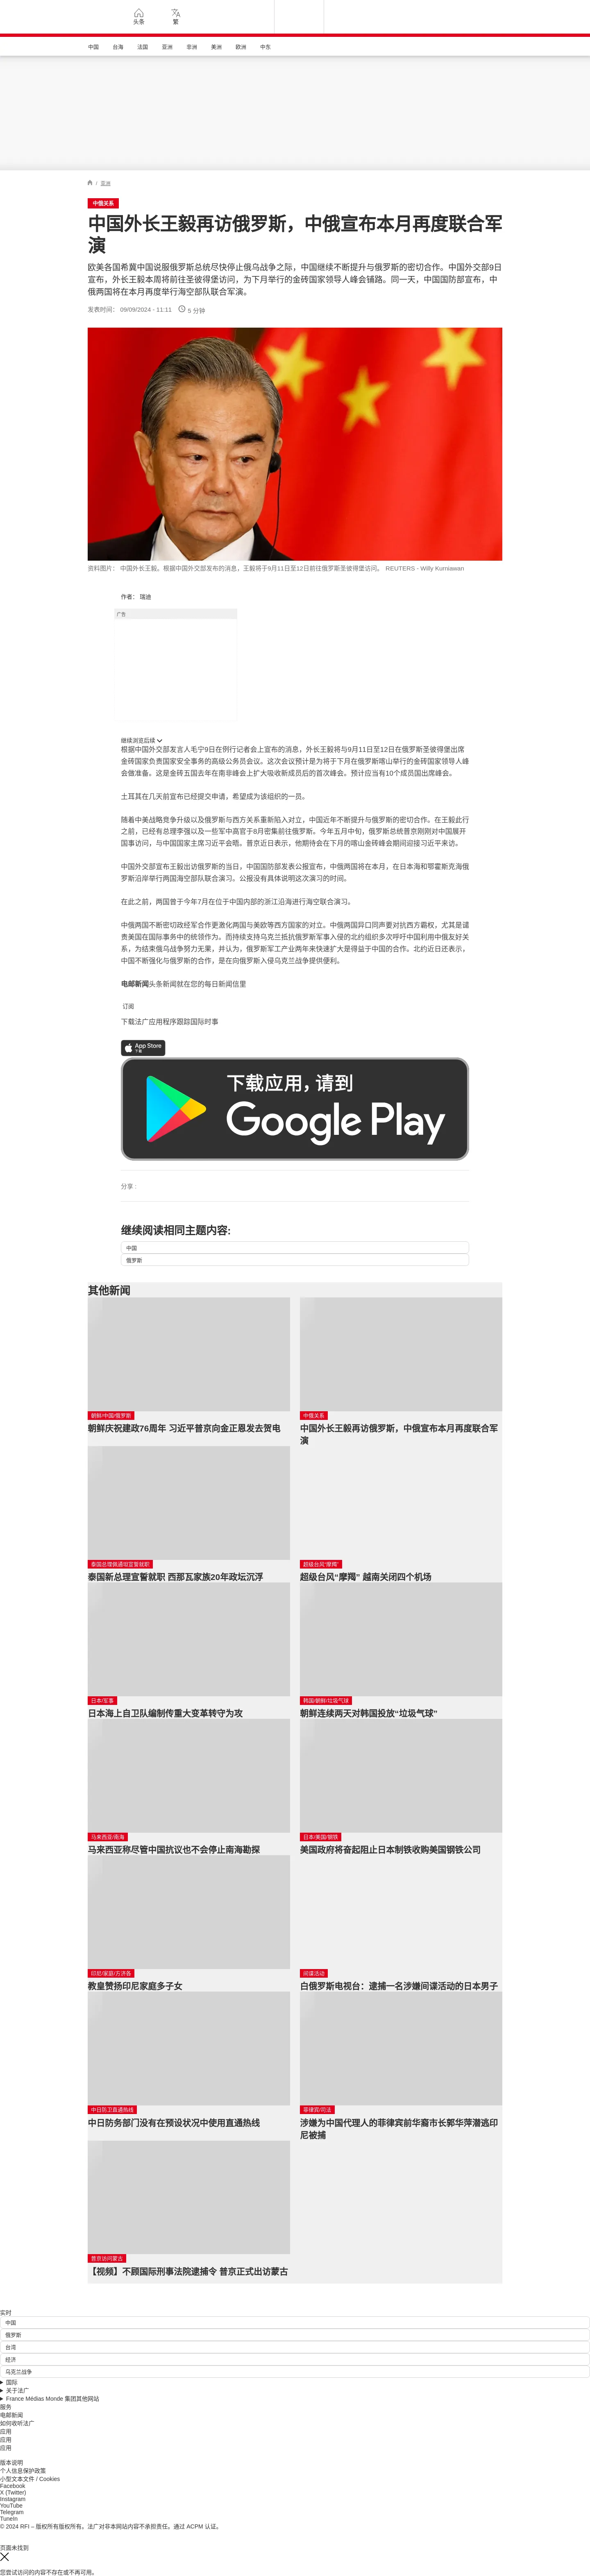 头条
繁
中国
台海
法国
亚洲
非洲
美洲
欧洲
中东
/ 亚洲
中俄关系
中国外长王毅再访俄罗斯，中俄宣布本月再度联合军
演
欧美各国希冀中国说服俄罗斯总统尽快停止俄乌战争之际，中国继续不断提升与俄罗斯的密切合作。中国外交部9日
宣布，外长王毅本周将前往圣彼得堡访问，为下月举行的金砖国家领导人峰会铺路。同一天，中国国防部宣布，中
俄两国将在本月再度举行海空部队联合军演。
发表时间： 09/09/2024 - 11:11
5 分钟
资料图片： 中国外长王毅。根据中国外交部发布的消息，王毅将于9月11日至12日前往俄罗斯圣彼得堡访问。 REUTERS - Willy Kurniawan
作者： 瑞迪
广告
继续浏览后续
根据中国外交部发言人毛宁9日在例行记者会上宣布的消息，外长王毅将与9月11日至12日在俄罗斯圣彼得堡出席
金砖国家负责国家安全事务的高级公务员会议。这次会议预计是为将于下月在俄罗斯喀山举行的金砖国家领导人峰
会做准备。这是金砖五国去年在南非峰会上扩大吸收新成员后的首次峰会。预计应当有10个成员国出席峰会。
土耳其在几天前宣布已经提交申请，希望成为该组织的一员。
随着中美战略竞争升级以及俄罗斯与西方关系重新陷入对立，中国近年不断提升与俄罗斯的密切合作。在王毅此行
之前，已经有总理李强以及一些军中高官于8月密集前往俄罗斯。今年五月中旬，俄罗斯总统普京刚刚对中国展开
国事访问，与中国国家主席习近平会晤。普京近日表示，他期待会在下月的喀山金砖峰会期间迎接习近平来访。
中国外交部宣布王毅出访俄罗斯的当日，中国国防部发表公报宣布，中俄两国将在本月，在日本海和鄂霍斯克海俄
罗斯沿岸举行两国海空部队联合演习。公报没有具体说明这次演习的时间。
在此之前，两国曾于今年7月在位于中国内部的浙江沿海进行海空联合演习。
中俄两国不断密切政经军合作更激化两国与美欧等西方国家的对立。中俄两国异口同声要对抗西方霸权，尤其是谴
责美国在国际事务中的统领作为。而持续支持乌克兰抵抗俄罗斯军事入侵的北约组织多次呼吁中国利用中俄友好关
系，为结束俄乌战争努力无果，并认为，俄罗斯军工产业两年来快速扩大是得益于中国的合作。北约近日还表示，
中国不断强化与俄罗斯的合作，是在向俄罗斯入侵乌克兰战争提供便利。
电邮新闻头条新闻就在您的每日新闻信里
订阅
下载法广应用程序跟踪国际时事
App Store
下载
下载应用，请到
Google Play
分享 :
继续阅读相同主题内容:
中国
俄罗斯
其他新闻
朝鲜/中国/俄罗斯
朝鲜庆祝建政76周年 习近平普京向金正恩发去贺电
中俄关系
中国外长王毅再访俄罗斯，中俄宣布本月再度联合军
演
泰国总理佩通坦宣誓就职
泰国新总理宣誓就职 西那瓦家族20年政坛沉浮
超级台风“摩羯”
超级台风“摩羯” 越南关闭四个机场
日本/军事
日本海上自卫队编制传重大变革转守为攻
韩国/朝鲜/垃圾气球
朝鲜连续两天对韩国投放“垃圾气球”
马来西亚/南海
马来西亚称尽管中国抗议也不会停止南海勘探
日本/美国/钢铁
美国政府将奋起阻止日本制铁收购美国钢铁公司
印尼/家庭/方济各
教皇赞扬印尼家庭多子女
间谍活动
白俄罗斯电视台：逮捕一名涉嫌间谍活动的日本男子
中日防卫直通热线
中日防务部门没有在预设状况中使用直通热线
菲律宾/司法
涉嫌为中国代理人的菲律宾前华裔市长郭华萍潜逃印
尼被捕
普京访问蒙古
【视频】不顾国际刑事法院逮捕令 普京正式出访蒙古
实时
中国
俄罗斯
台湾
经济
乌克兰战争
国际
关于法广
France Médias Monde 集团其他网站
服务
电邮新闻
如何收听法广
应用
应用
应用
版本说明
个人信息保护政策
小型文本文件 / Cookies
Facebook
X (Twitter)
Instagram
YouTube
Telegram
TuneIn
© 2024 RFI – 版权所有版权所有。法广对非本网站内容不承担责任。通过 ACPM 认证。
页面未找到
您尝试访问的内容不存在或不再可用。